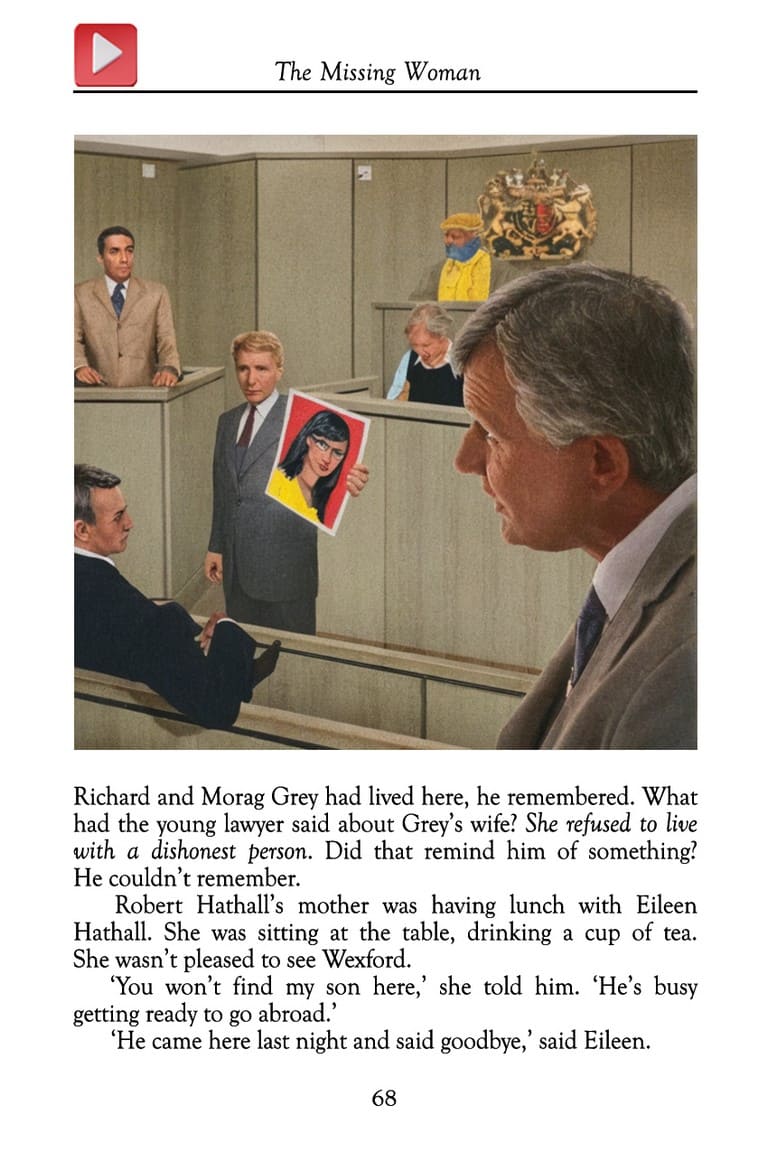 The Missing Woman
Richard and Morag Grey had lived here, he remembered. What
had the young lawyer said about Grey’s wife? She refused to live
with a dishonest person. Did that remind him of something?
He couldn’t remember.
Robert Hathall’s mother was having lunch with Eileen
Hathall. She was sitting at the table, drinking a cup of tea.
She wasn’t pleased to see Wexford.
‘You won’t find my son here,’ she told him. ‘He’s busy
getting ready to go abroad.’
‘He came here last night and said goodbye,’ said Eileen.
68